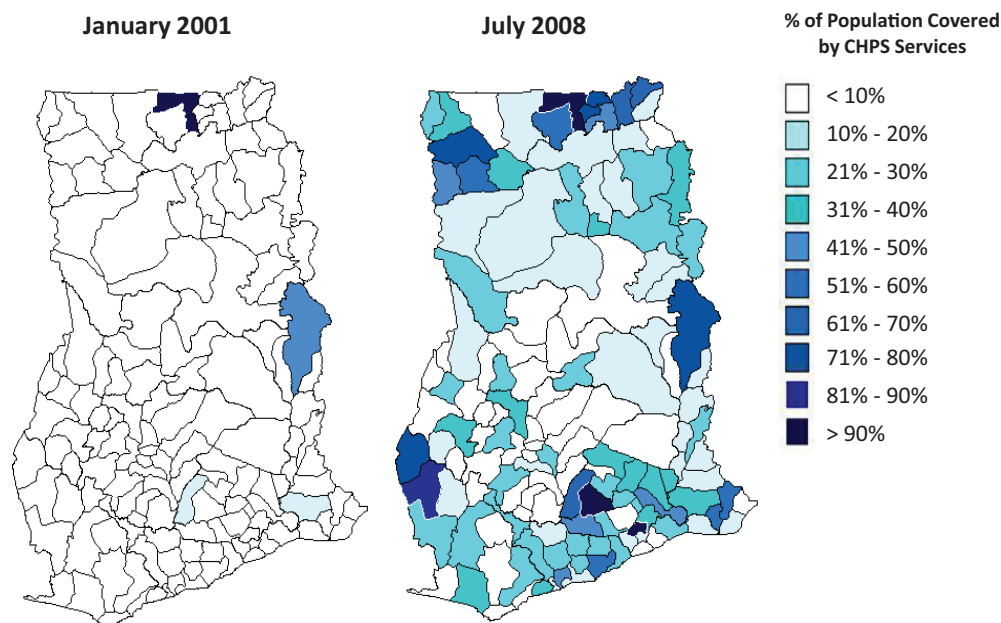 January 2001
July 2008
% of Population Covered
by CHPS Services
< 10%
10% - 20%
21% - 30%
31% - 40%
41% - 50%
51% - 60%
61% - 70%
71% - 80%
81% - 90%
> 90%